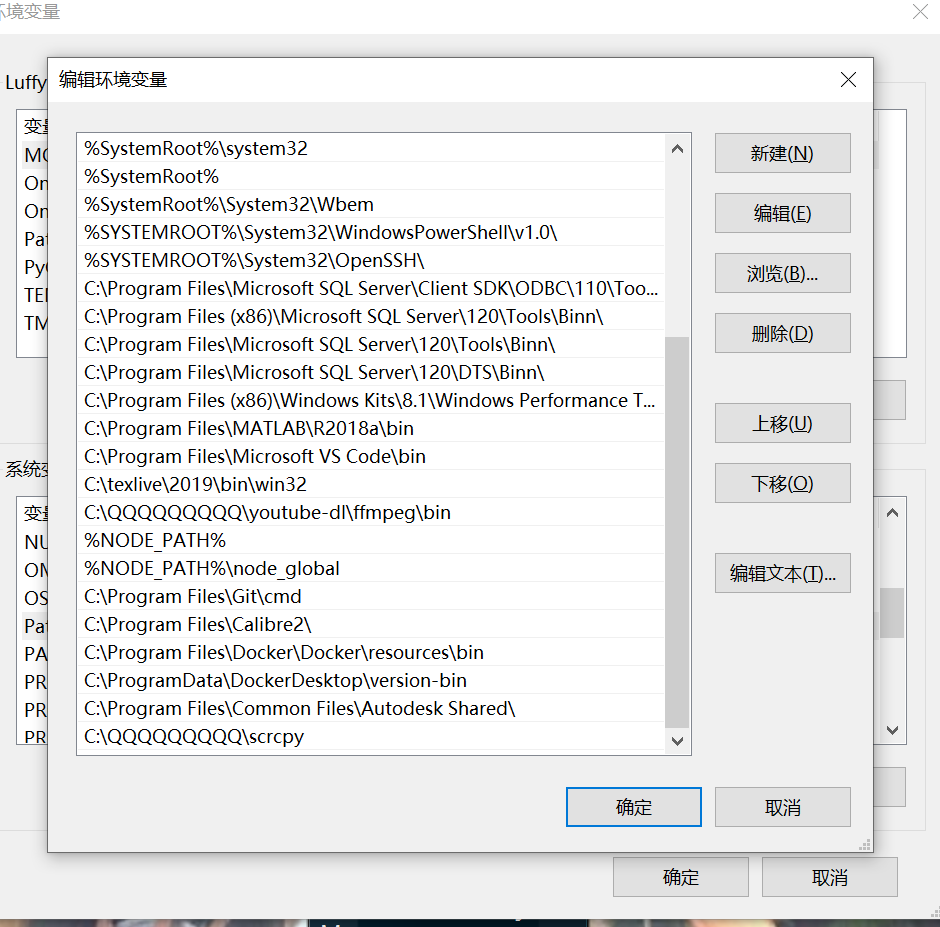 环境变量
编辑环境变量
Luffy
变量
MO
On
On
Pat
PyC
TEI
TM
%SystemRoot%\system32
%SystemRoot%
%SystemRoot%\System32\Wbem
%SYSTEMROOT%\System32\WindowsPowerShell\v1.0\
%SYSTEMROOT%\System32\OpenSSH\
C:\Program Files\Microsoft SQL Server\Client SDK\ODBC\110\Too...
C:\Program Files (x86)\Microsoft SQL Server\120\Tools\Binn\
C:\Program Files\Microsoft SQL Server\120\Tools\Binn\
C:\Program Files\Microsoft SQL Server\120\DTS\Binn\
C:\Program Files (x86)\Windows Kits\8.1\Windows Performance T...
C:\Program Files\MATLAB\R2018a\bin
C:\Program Files\Microsoft VS Code\bin
C:\texlive\2019\bin\win32
C:\QQQQQQQQQ\youtube-dl\ffmpeg\bin
%NODE_PATH%
%NODE_PATH%\node_global
C:\Program Files\Git\cmd
C:\Program Files\Calibre2\
C:\Program Files\Docker\Docker\resources\bin
C:\ProgramData\DockerDesktop\version-bin
C:\Program Files\Common Files\Autodesk Shared\
C:\QQQQQQQQQ\scrcpy
新建(N)
编辑(E)
浏览(B)...
删除(D)
上移(U)
下移(O)
编辑文本(T)...
系统变
变量
NU
OM
OS
Pat
PA
PR
PR
PR
确定
取消
确定
取消